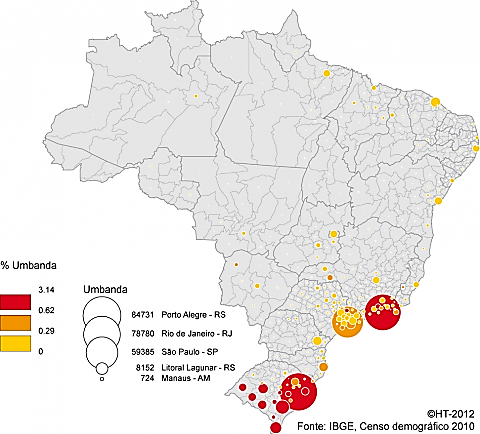 % Umbanda
3.14
0.62
0.29
0
Umbanda
84731 Porto Alegre - RS
78780 Rio de Janeiro - RJ
59385 São Paulo - SP
8152 Litoral Lagunar - RS
724 Manaus - AM
©HT-2012
Fonte: IBGE, Censo demográfico 2010